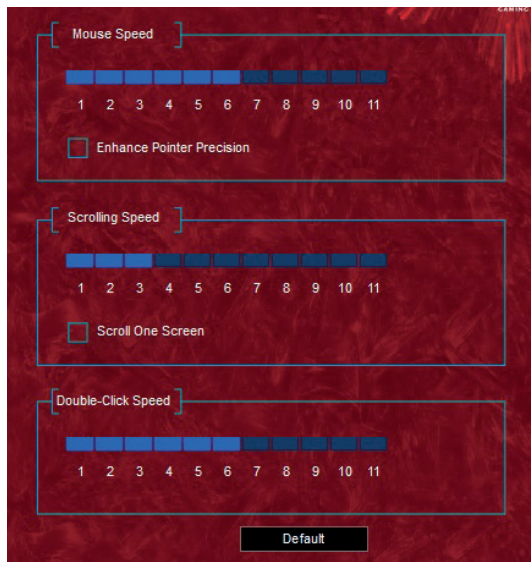 GAMING
Mouse Speed
1 2 3 4 5 6 7 8 9 10 11
Enhance Pointer Precision
Scrolling Speed
1 2 3 4 5 6 7 8 9 10 11
Scroll One Screen
Double-Click Speed
1 2 3 4 5 6 7 8 9 10 11
Default